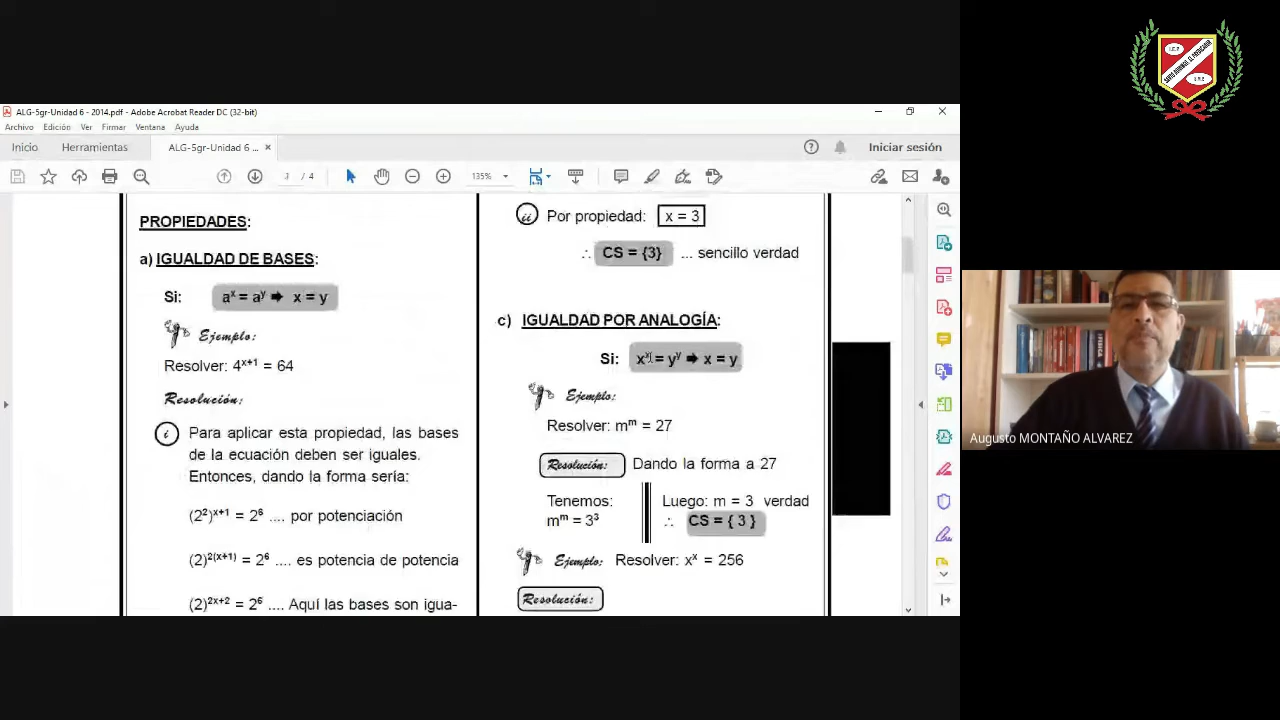 ALG-5gr-Unidad 6 - 2014.pdf - Adobe Acrobat Reader DC (32-bit)
Archivo Edición Ver Firmar Ventana Ayuda
Inicio Herramientas ALG-5gr-Unidad 6 ... × Iniciar sesión
3 / 4 135%
PROPIEDADES:
a) IGUALDAD DE BASES:
Si: aˣ = aʸ ➡ x = y
Ejemplo:
Resolver: 4ˣ⁺¹ = 64
Resolución:
i Para aplicar esta propiedad, las bases
de la ecuación deben ser iguales.
Entonces, dando la forma sería:
(2²)ˣ⁺¹ = 2⁶ .... por potenciación
(2)²⁽ˣ⁺¹⁾ = 2⁶ .... es potencia de potencia
(2)²ˣ⁺² = 2⁶ .... Aquí las bases son igua-
ii Por propiedad: x = 3
∴ CS = {3} ... sencillo verdad
c) IGUALDAD POR ANALOGÍA:
Si: xˣ = yʸ ➡ x = y
Ejemplo:
Resolver: mᵐ = 27
Resolución: Dando la forma a 27
Tenemos:
mᵐ = 3³
Luego: m = 3 verdad
∴ CS = { 3 }
Ejemplo: Resolver: xˣ = 256
Resolución:
Augusto MONTAÑO ALVAREZ